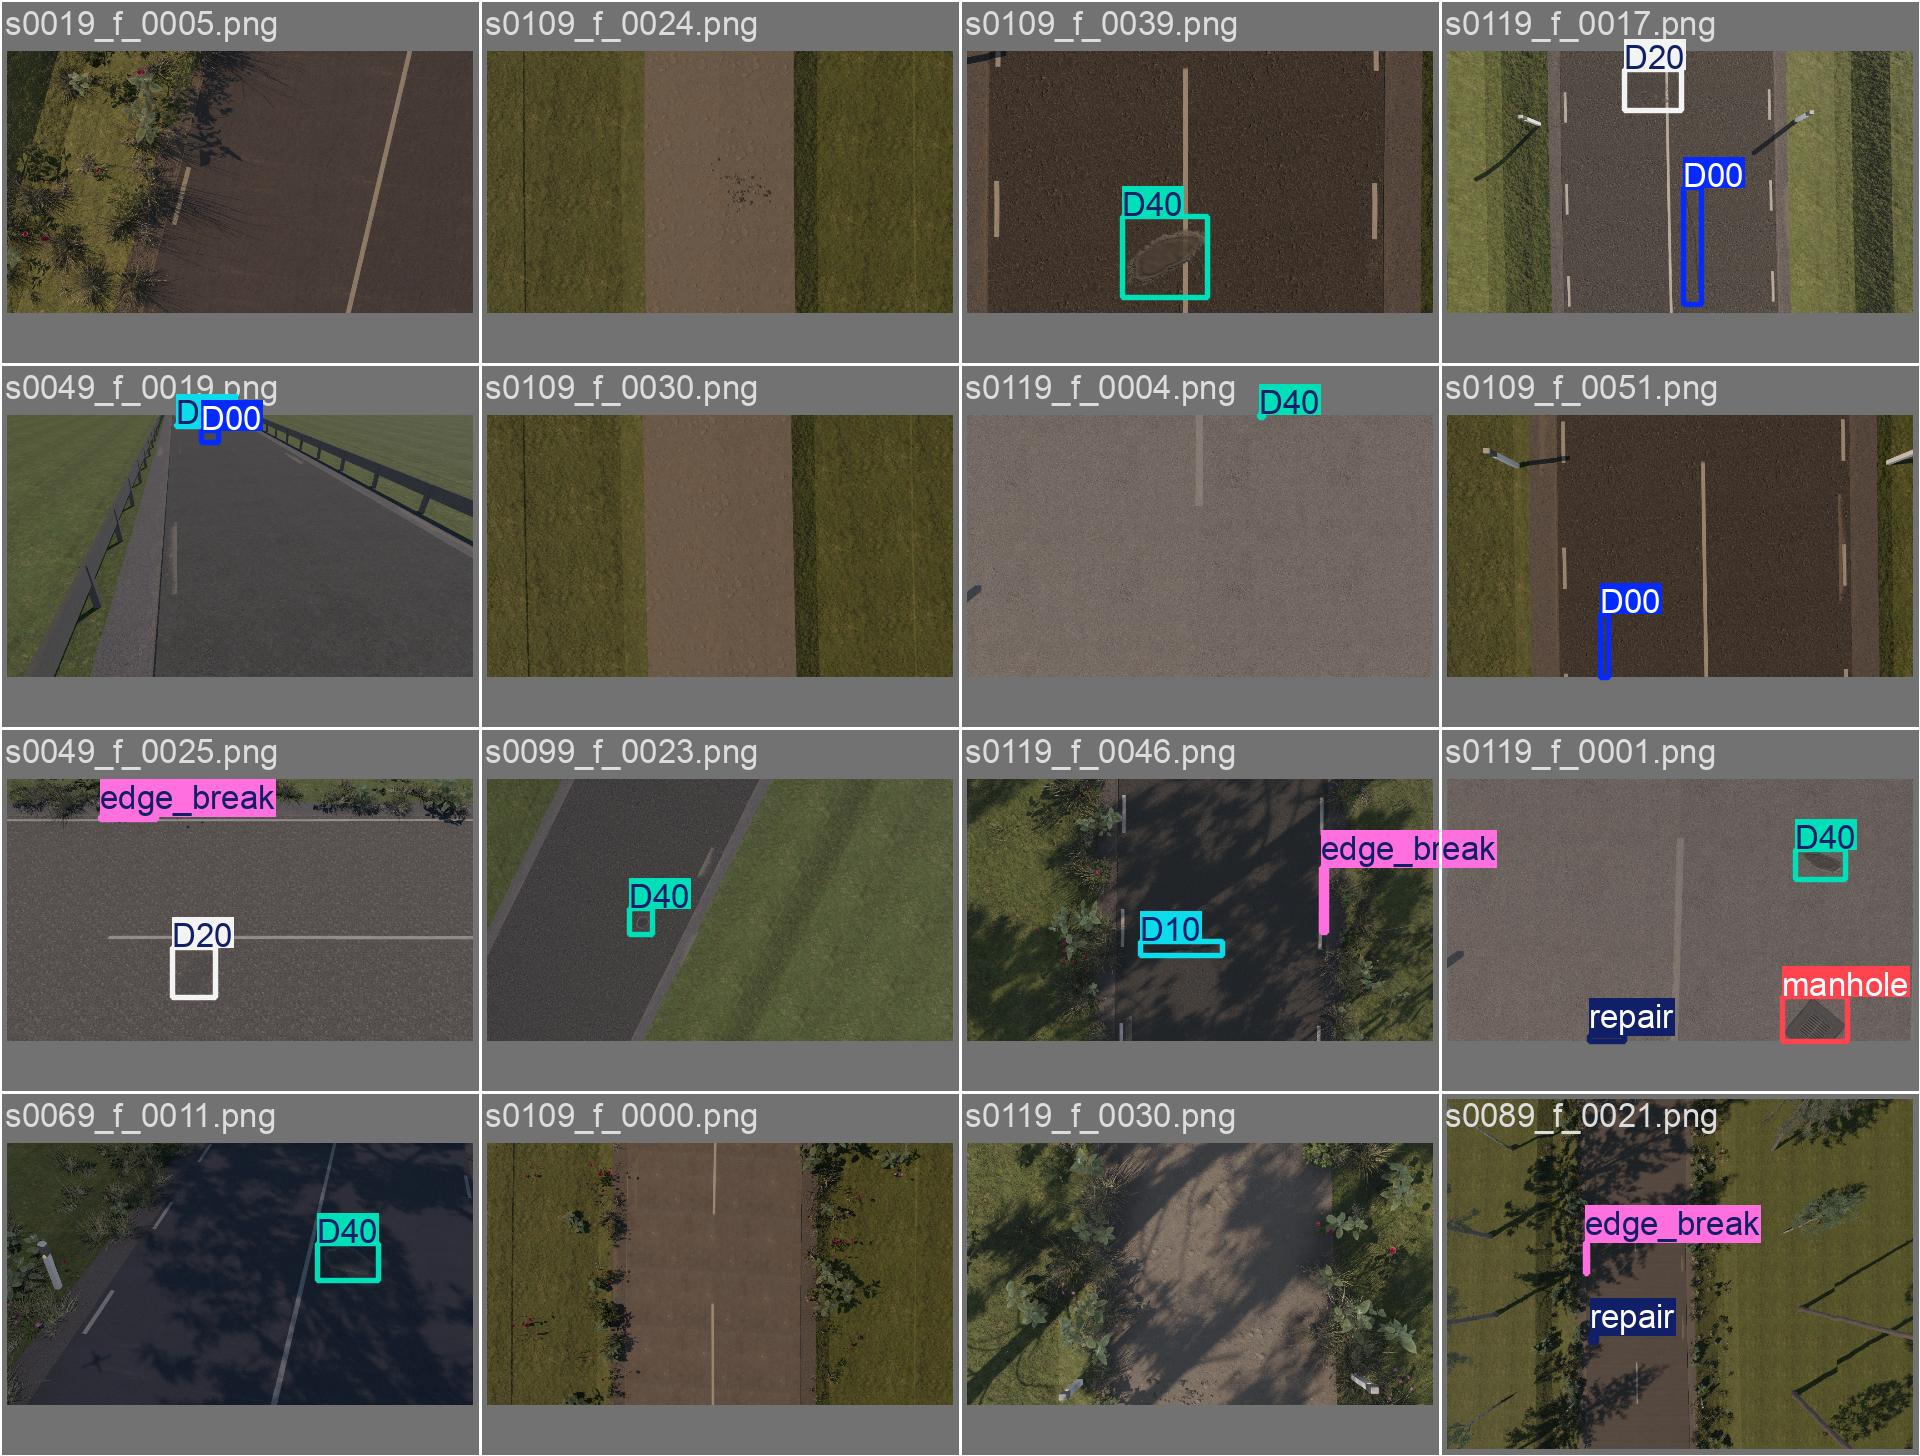 s0019_f_0005.png
s0109_f_0024.png
s0109_f_0039.png
D40
s0119_f_0017.png
D20
D00
s0049_f_0019.png
D00
s0109_f_0030.png
s0119_f_0004.png
D40
s0109_f_0051.png
D00
s0049_f_0025.png
edge_break
D20
s0099_f_0023.png
D40
s0119_f_0046.png
edge_break
D10
s0119_f_0001.png
D40
manhole
repair
s0069_f_0011.png
D40
s0109_f_0000.png
s0119_f_0030.png
s0089_f_0021.png
edge_break
repair